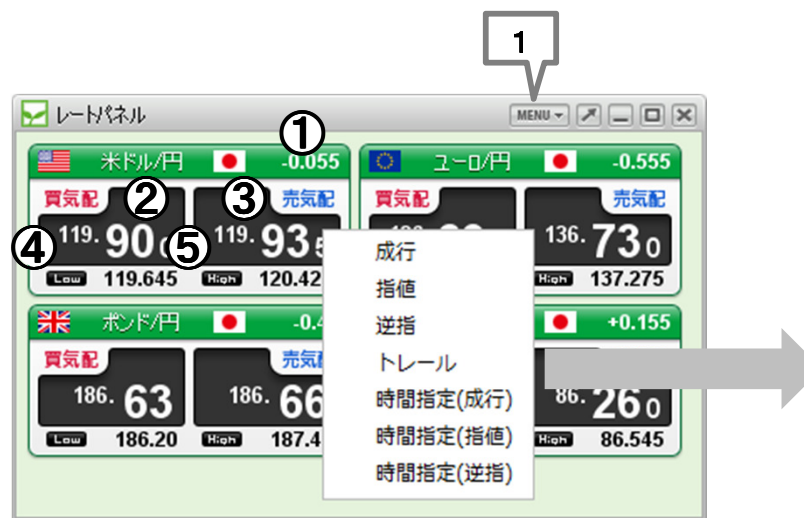 1
レートパネル
MENU
①
米ドル/円 -0.055
ユーロ/円 -0.555
買気配 ② ③ 売気配
買気配 売気配
④ 119.90 ⑤ 119.93
136.730
Low 119.645 High 120.42
High 137.275
成行
指値
逆指
トレール
時間指定(成行)
時間指定(指値)
時間指定(逆指)
ポンド/円 -0.4
+0.155
買気配 売気配
186.63 186.66
86.260
Low 186.20 High 187.4
High 86.545